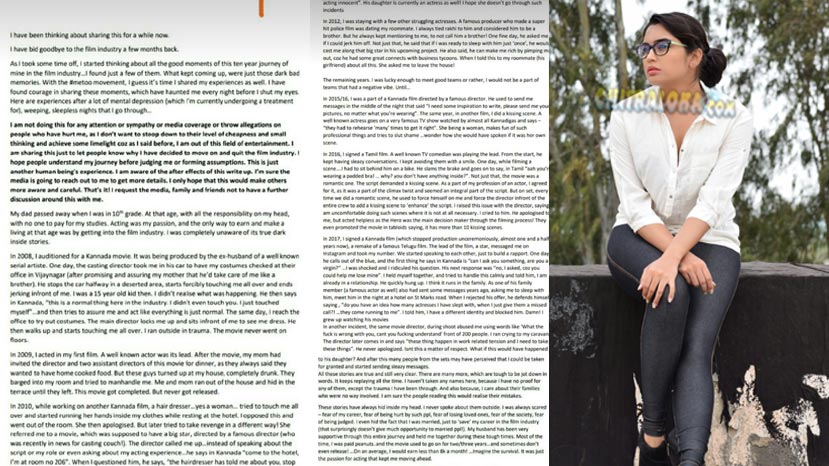 I have been thinking about sharing this for a while now.
I have bid goodbye to the film industry a few months back.
As I took some time off, I started thinking about all the good moments of this ten year journey of
mine in the film industry...I found just a few of them. What kept coming up, were just those dark bad
memories. With the #metoo movement, I guess it's time I shared my experiences as well. I have
found courage in sharing these moments, which have haunted me every night before I shut my eyes.
Here are experiences after a lot of mental depression (which i'm currently undergoing a treatment
for), weeping, sleepless nights that I go through...
I am not doing this for any attention or sympathy or media coverage or throw allegations on
people who have hurt me, as I don't want to stoop down to their level of cheapness and small
thinking and achieve some limelight coz as I said before, I am out of this field of entertainment. I
am sharing this just to let people know why I have decided to move on and quit the film industry. I
hope people understand my journey before judging me or forming assumptions. This is just
another human being's experience. I am aware of the after effects of this write up. I'm sure the
media is going to reach out to me to get more details. I only hope that this would make others
more aware and careful. That's it! I request the media, family and friends not to have a further
discussion around this with me.
My dad passed away when I was in 10th grade. At that age, with all the responsibility on my head,
with no one to pay for my studies. Acting was my passion, and the only way to earn and make a
living at that age was by getting into the film industry. I was completely unaware of its true dark
inside stories.
In 2008, I auditioned for a Kannada movie. It was being produced by the ex-husband of a well known
serial artiste. One day, the casting director took me in his car to have my costumes checked at their
office in Vijaynagar (after promising and assuring my mother that he'd take care of me like a
brother). He stops the car halfway in a deserted area, starts forcibly touching me all over and ends
jerking infront of me. I was a 15 year old kid then. I didn't realise what was happening. He then says
in Kannada, "this is a normal thing here in the industry. I didn't even touch you. I just touched
myself"...and then tries to assure me and act like everything is just normal. The same day, I reach the
office to try out costumes. The main director locks me up and sits infront of me to see me dress. He
then walks up and starts touching me all over. I ran outside in trauma. The movie never went on
floors.
In 2009, I acted in my first film. A well known actor was its lead. After the movie, my mom had
invited the director and two assistants directors of this movie for dinner, as they always said they
wanted to have home cooked food. But these guys turned up at my house, completely drunk. They
barged into my room and tried to manhandle me. Me and mom ran out of the house and hid in the
terrace until they left. This movie got completed. But never got released.
In 2010, while working on another Kannada film, a hair dresser...yes a woman... tried to touch me all
over and started running her hands inside my clothes while resting at the hotel. I opposed this and
went out of the room. She then apologised. But later tried to take revenge in a different way! She
referred me to a movie, which was supposed to have a big star, directed by a famous director (who
was recently in news for casting couch!). The director called me up...instead of speaking about the
script or my role or even asking about my acting experience...he says in Kannada "come to the hotel,
I'm at room no 206". When I questioned him, he says, "the hairdresser has told me about you, stop
acting innocent". His daughter is currently an actress as well! I hope she doesn't go through such
incidents
In 2012, I was staying with a few other struggling actresses. A famous producer who made a super
hit police film was dating my roommate. I always tied rakhi to him and considered him to be a
brother. But he always kept mentioning to me, to not call him a brother! One fine day, he asked me
if I could jerk him off. Not just that, he said that if I was ready to sleep with him just 'once', he would
cast me along that big star in his upcoming project. He also said, he can make me rich by pimping me
out, coz he had some great connects with business tycoons. When I told this to my roommate (his
girlfriend) about all this. She asked me to leave the house!
The remaining years. I was lucky enough to meet good teams or rather, I would not be a part of
teams that had a negative vibe. Until...
In 2015/16, I was a part of a Kannada film directed by a famous director. He used to send me
messages in the middle of the night that said "I need some inspiration to write, please send me your
pictures, no matter what you're wearing". The same year, in another film, I did a kissing scene. A
well known actress goes on a very famous TV show watched by almost all Kannadigas and says –
"they had to rehearse 'many' times to get it right". She being a woman, makes fun of such
professional things and tries to slut shame .. wonder how she would have spoken if it was her own
scene.
In 2016, I signed a Tamil film. A well known TV comedian was playing the lead. From the start, he
kept having sleazy conversations. I kept avoiding them with a smile. One day, while filming a
scene...I had to sit behind him on a bike. He slams the brake and goes on to say, in Tamil "aah you're
wearing a padded bra! ... why? you don't have anything inside?". Not just that, the movie was a
romantic one. The script demanded a kissing scene. As a part of my profession of an actor, I agreed
for it, as it was a part of the climax twist and seemed an integral part of the script. But on set, every
time we did a romantic scene, he used to force himself on me and force the director infront of the
entire crew to add a kissing scene to 'enhance' the script. I raised this issue with the director, saying,
am uncomfortable doing such scenes where it is not at all necessary. I cried to him. He apologised to
me, but acted helpless as the Hero was the main decision maker through the filming process! They
even promoted the movie in tabloids saying, it has more than 10 kissing scenes.
In 2017, I signed a Kannada film (which stopped production unceremoniously, almost one and a half
years now), a remake of a famous Telugu film. The lead of the film, a star, messaged me on
instagram and took my number. We started speaking to each other, just to build a rapport. One day
he calls out of the blue, and the first thing he says in Kannada is "can I ask you something, are you a
virgin?" ...I was shocked and I ridiculed his question. His next response was "no, I asked, coz you
could help me lose mine". I held myself together, and tried to handle this calmly and told him, I am
already in a relationship. He quickly hung up. I think it runs in the family. As one of his family
member (a famous actor as well) also had sent some messages years ago, asking me to sleep with
him, meet him in the right at a hotel on St Marks road. When I rejected his offer, he defends himself
saying , "do you have an idea how many actresses I have slept with, when I just give them a missed
call?! ...they come running to me" . I told him, I have a different identity and blocked him. Damn! I
grew up watching his movies
In another incident, the same movie director, during shoot abused me using words like 'What the
fuck is wrong with you, cant you fucking understand' front of 200 people. I ran crying to my caravan.
The director later comes in and says "these things happen in work related tension and I need to take
these things". He never apologized. Isnt this a matter of respect. What if this would have happened
to his daughter? And after this many people from the sets may have perceived that I could be taken
for granted and started sending sleazy messages.
All these stories are true and still very clear. There are many more, which are tough to be jot down in
words. It keeps replaying all the time. I haven't taken any names here, because i have no proof for
any of them, except the trauma i have been through. And also because, I can about their families
who were no way involved. I am sure the people reading this would realise their mistakes.
These stories have always hid inside my head. I never spoke about them outside. I was always scared
– fear of my career, fear of being hurt by such ppl, fear of losing loved ones, fear of the society, fear
of being judged. I even hid the fact that I was married, just to 'save' my career in the film industry
(that surprisingly doesn't give much opportunity to married ppl!). My husband has been very
supportive through this entire journey and held me together during these tough times. Most of the
time, I was paid peanuts, and the movie used to go on for two/three years...and sometimes don't
even release! ...On an average, I would earn less than 8k a month! ...imagine the survival. It was just
the passion for acting that kept me moving ahead.